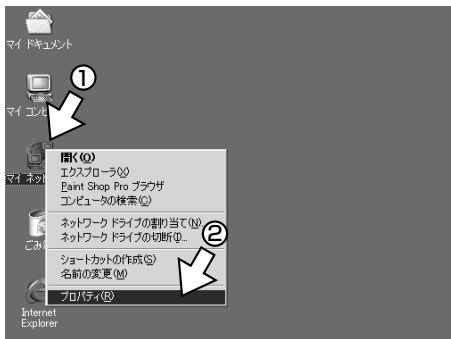 マイ ドキュメント
①
マイ コンピ
マイ ネット
開く(O)
エクスプローラ(X)
Paint Shop Pro ブラウザ
コンピュータの検索(C)
ネットワーク ドライブの割り当て(N)
ネットワーク ドライブの切断(I)...
②
ショートカットの作成(S)
名前の変更(M)
プロパティ(R)
ごみ
Internet
Explorer